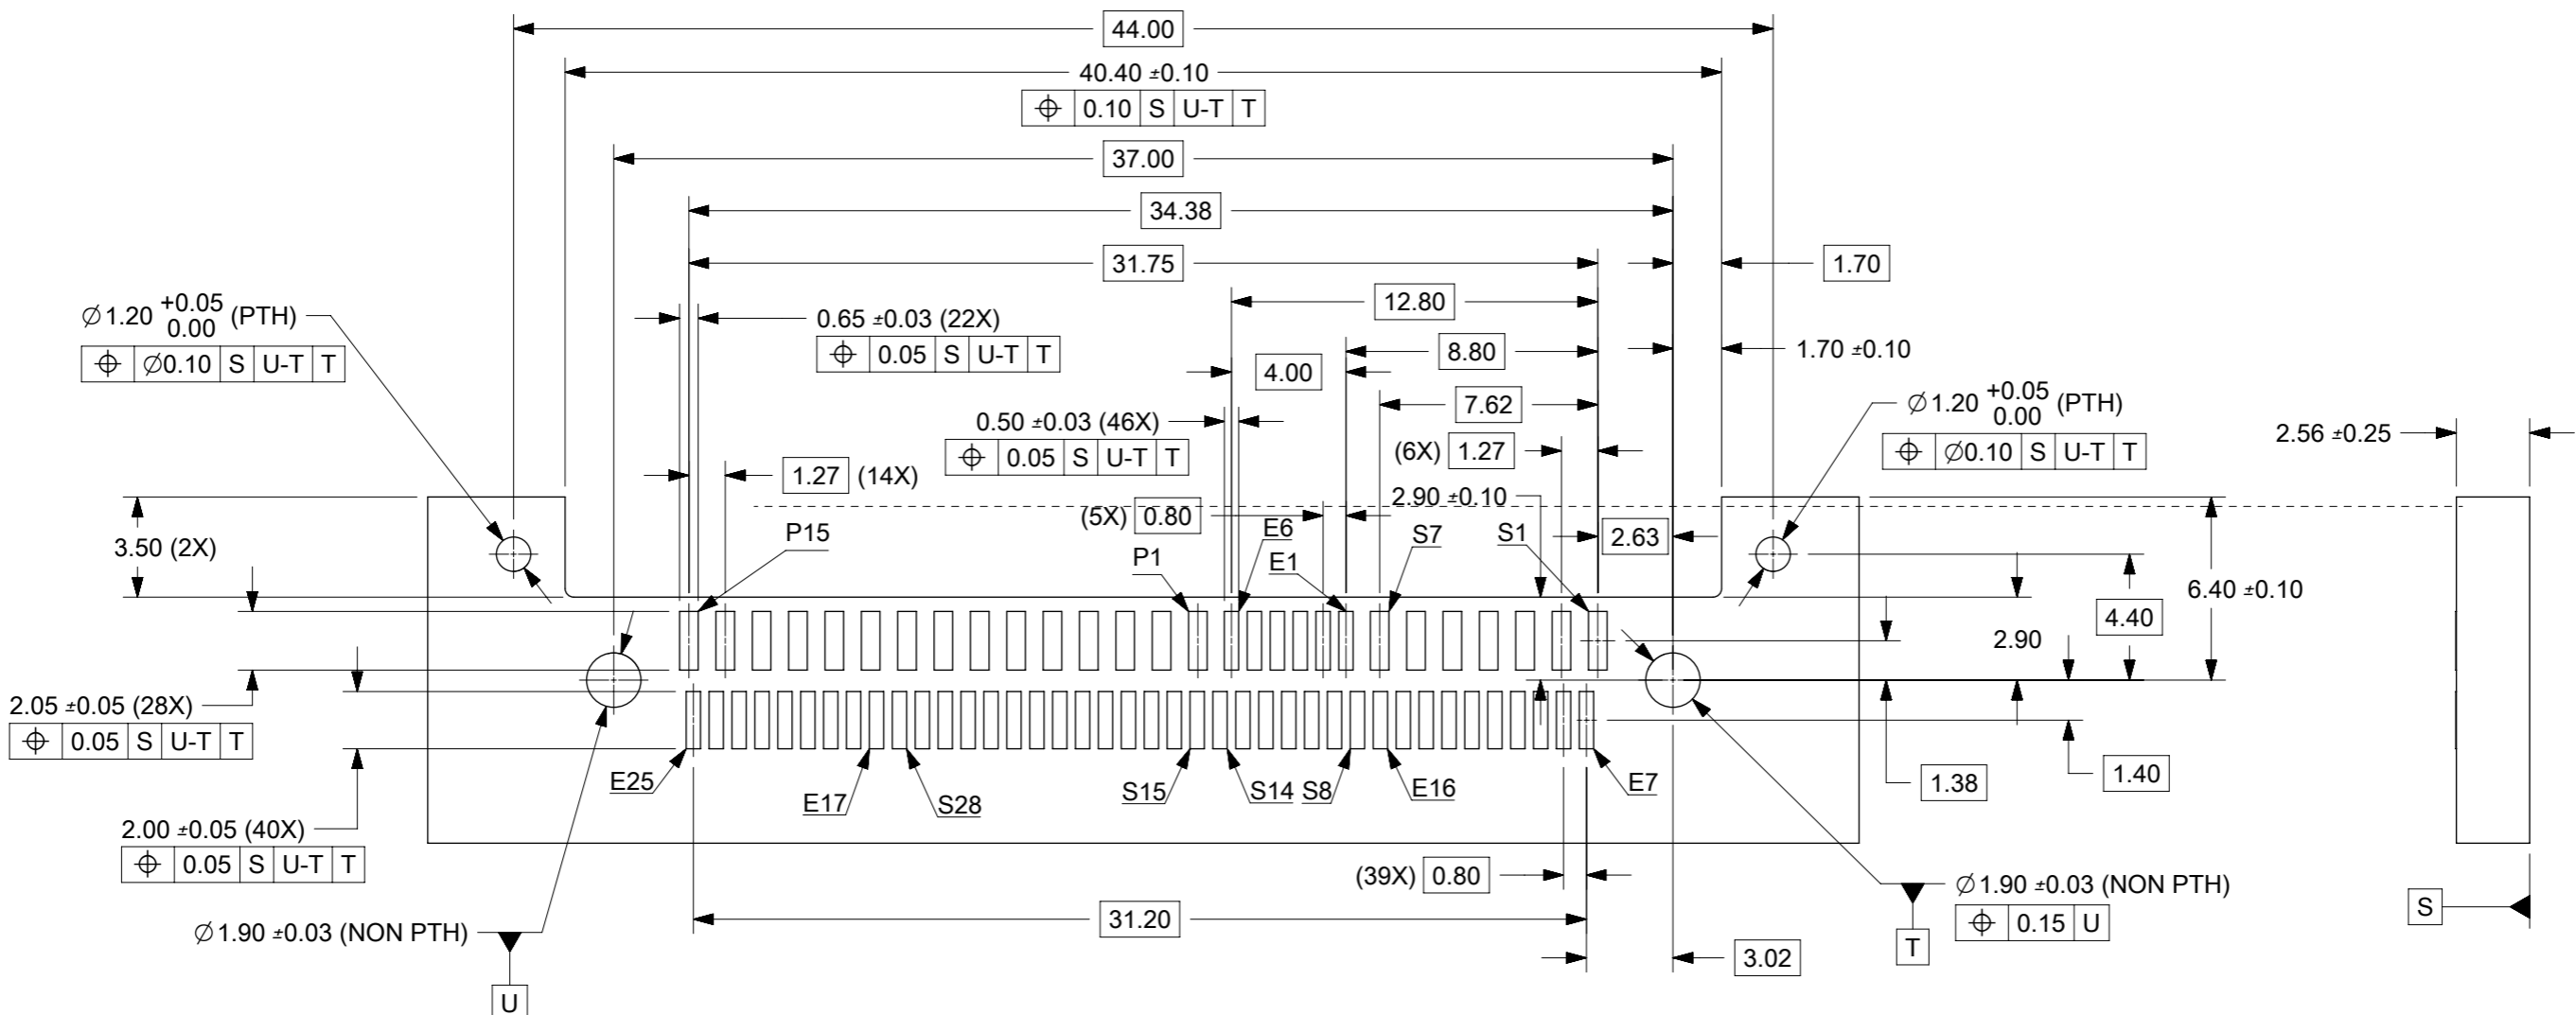 44.00
40.40 ±0.10
⌖ 0.10 S U-T T
37.00
34.38
31.75
1.70
12.80
∅1.20 +0.05 0.00 (PTH)
⌖ ∅0.10 S U-T T
0.65 ±0.03 (22X)
⌖ 0.05 S U-T T
8.80
1.70 ±0.10
4.00
7.62
∅1.20 +0.05 0.00 (PTH)
⌖ ∅0.10 S U-T T
0.50 ±0.03 (46X)
⌖ 0.05 S U-T T
2.56 ±0.25
(6X) 1.27
1.27 (14X)
2.90 ±0.10
(5X) 0.80
3.50 (2X)
P15
P1
E6
E1
S7
S1
2.63
6.40 ±0.10
4.40
2.90
2.05 ±0.05 (28X)
⌖ 0.05 S U-T T
1.38
1.40
E25
E17
S28
S15
S14
S8
E16
E7
2.00 ±0.05 (40X)
⌖ 0.05 S U-T T
(39X) 0.80
∅1.90 ±0.03 (NON PTH)
⌖ 0.15 U
T
S
31.20
∅1.90 ±0.03 (NON PTH)
U
3.02